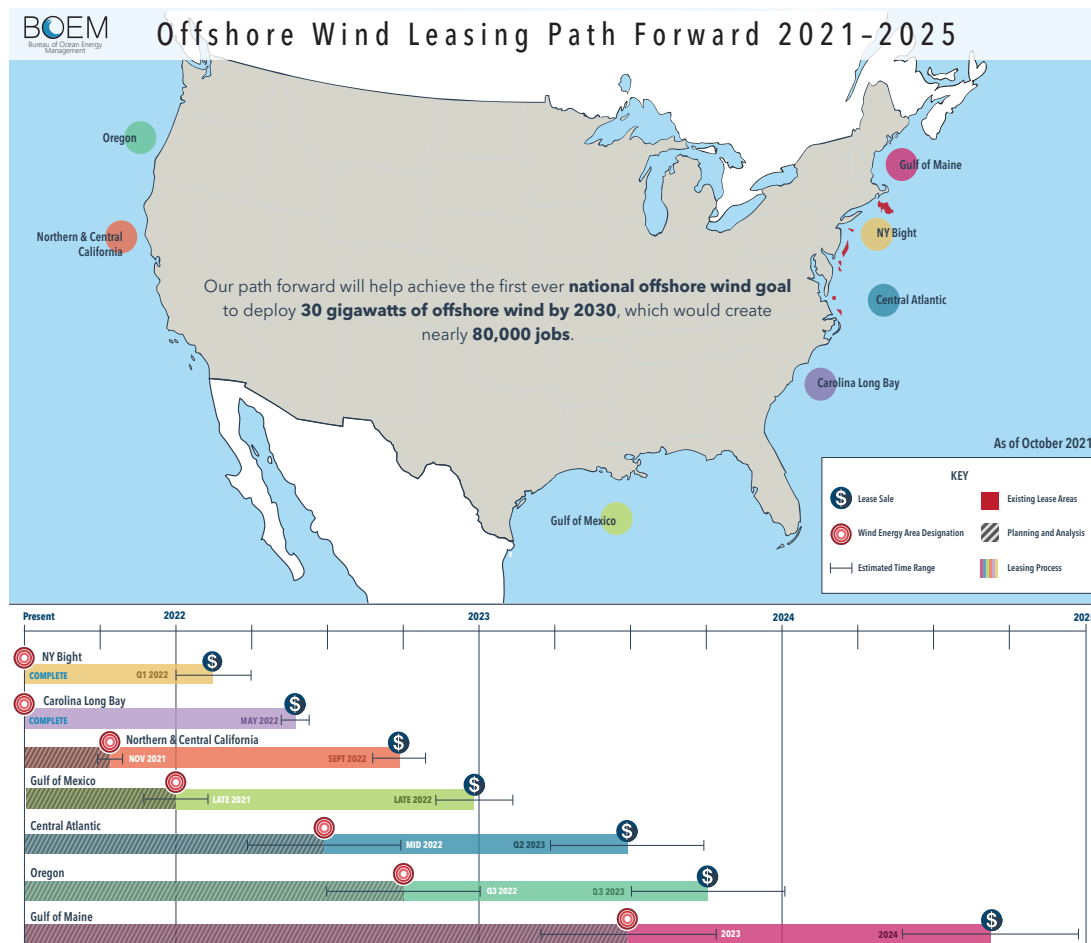 BOEM
Bureau of Ocean Energy
Management
Offshore Wind Leasing Path Forward 2021–2025
Oregon
Gulf of Maine
Northern & Central
California
NY Bight
Our path forward will help achieve the first ever national offshore wind goal
to deploy 30 gigawatts of offshore wind by 2030, which would create
nearly 80,000 jobs.
Central Atlantic
Carolina Long Bay
Gulf of Mexico
As of October 2021
KEY
$ Lease Sale
Existing Lease Areas
Wind Energy Area Designation
Planning and Analysis
Estimated Time Range
Leasing Process
Present 2022 2023 2024 202
NY Bight $
COMPLETE Q1 2022
Carolina Long Bay $
COMPLETE MAY 2022
Northern & Central California $
NOV 2021 SEPT 2022
Gulf of Mexico $
LATE 2021 LATE 2022
Central Atlantic $
MID 2022 Q2 2023
Oregon $
Q3 2022 Q3 2023
Gulf of Maine $
2023 2024